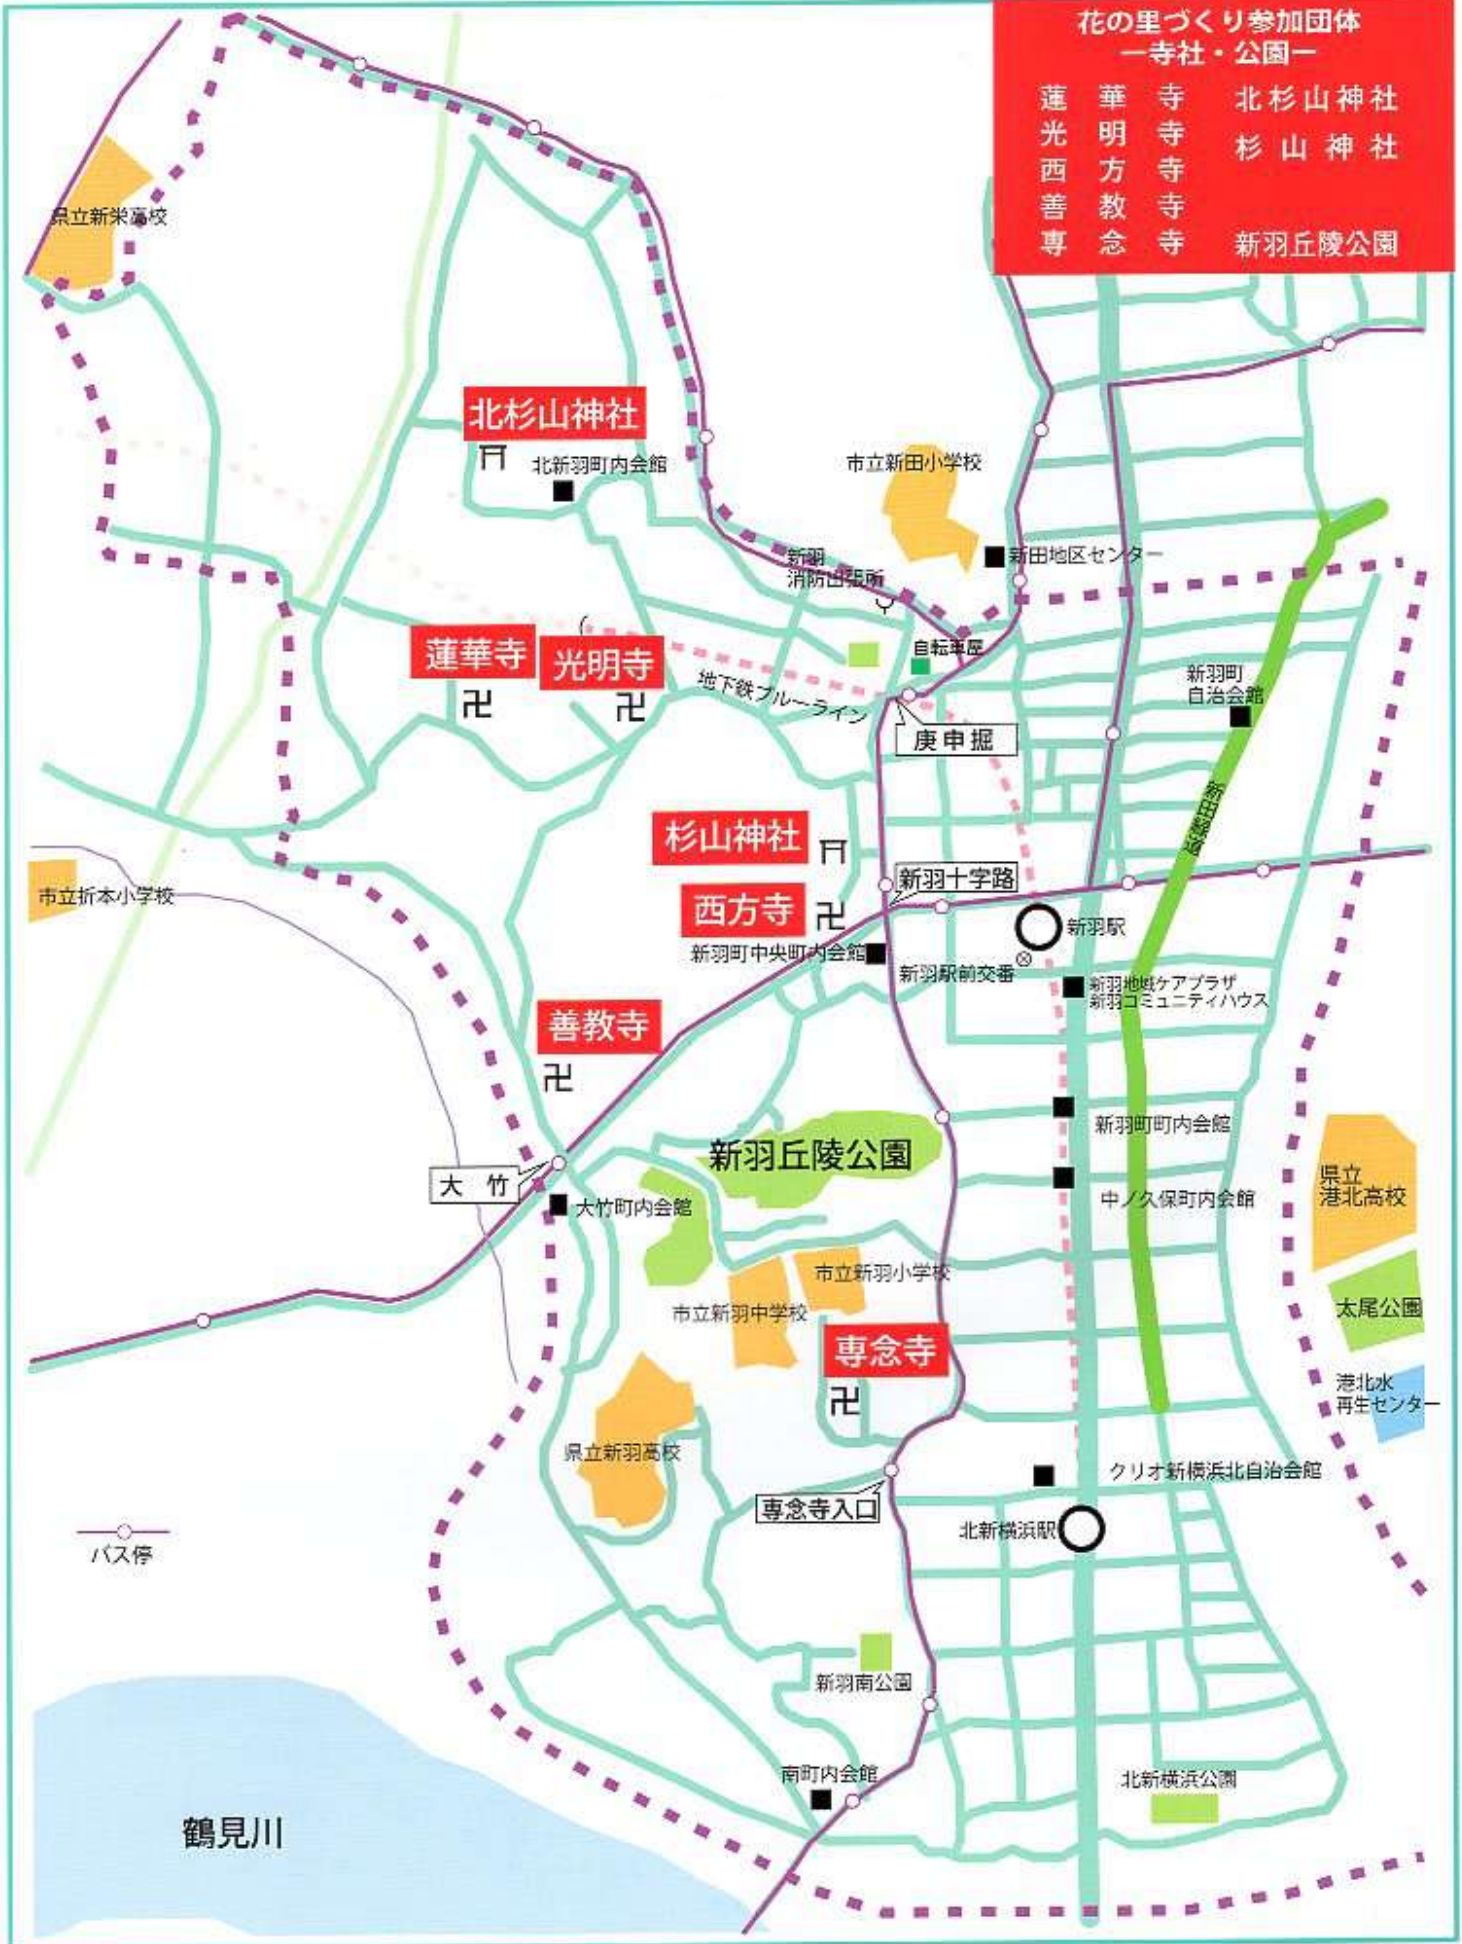 花の里づくり参加団体
ー寺社・公園ー
蓮華寺 北杉山神社
光明寺 杉山神社
西方寺
善教寺
専念寺 新羽丘陵公園
県立新栄高校
北杉山神社
北新羽町内会館
市立新田小学校
新田地区センター
新羽
消防出張所
自転車屋
蓮華寺
光明寺
地下鉄ブルーライン
庚申掘
新羽町
自治会館
新田緑道
杉山神社
西方寺
新羽十字路
市立折本小学校
新羽町中央町内会館
新羽駅
新羽駅前交番
新羽地域ケアプラザ
新羽コミュニティハウス
善教寺
新羽丘陵公園
新羽町町内会館
大竹
大竹町内会館
中ノ久保町内会館
県立
港北高校
市立新羽小学校
市立新羽中学校
太尾公園
専念寺
港北水
再生センター
県立新羽高校
クリオ新横浜北自治会館
専念寺入口
北新横浜駅
バス停
新羽南公園
南町内会館
北新横浜公園
鶴見川